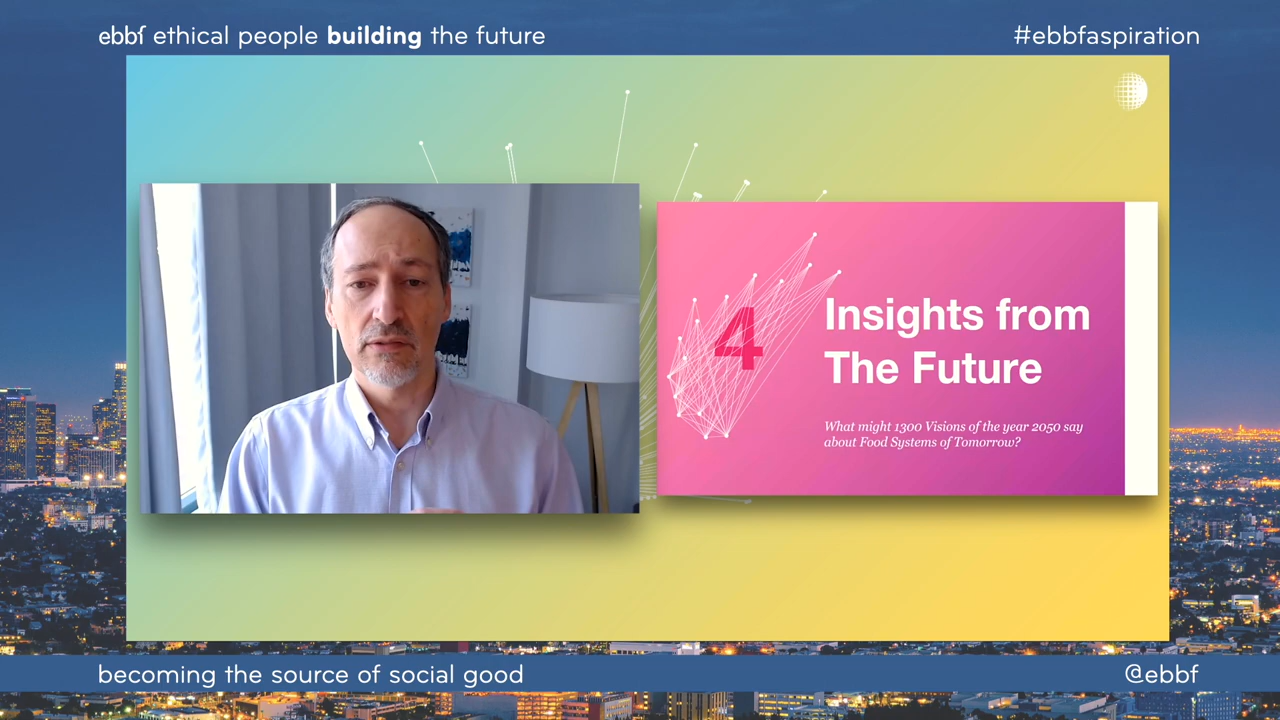 ebbf ethical people building the future
#ebbfaspiration
4
Insights from
The Future
What might 1300 Visions of the year 2050 say
about Food Systems of Tomorrow?
becoming the source of social good
@ebbf